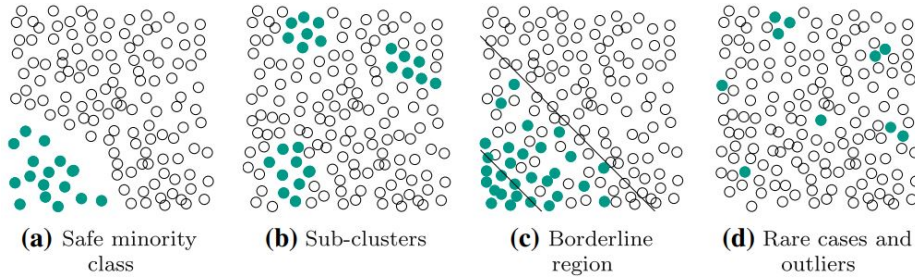 (a) Safe minority
class
(b) Sub-clusters
(c) Borderline
region
(d) Rare cases and
outliers